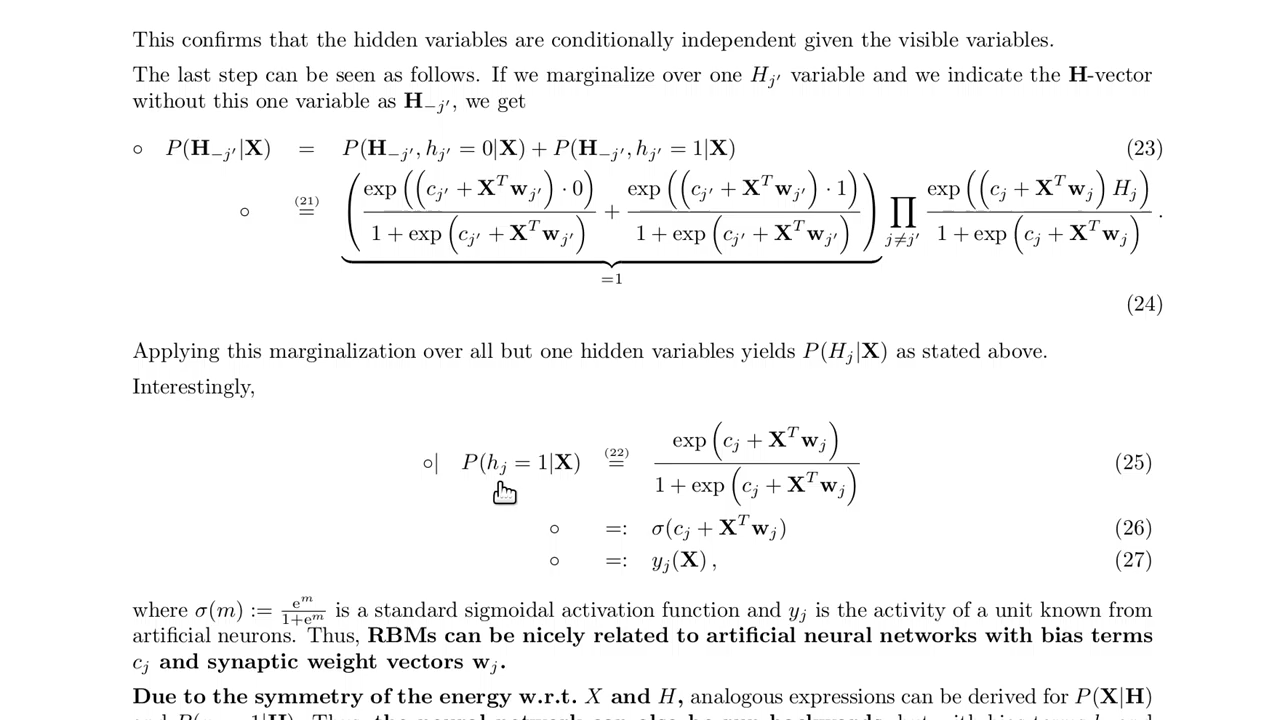 This confirms that the hidden variables are conditionally independent given the visible variables.
The last step can be seen as follows. If we marginalize over one H_{j′} variable and we indicate the H-vector
without this one variable as H_{−j′}, we get
◦ P(H_{−j′}|X) = P(H_{−j′}, h_{j′} = 0|X) + P(H_{−j′}, h_{j′} = 1|X) (23)
◦ (21)= ( exp((c_{j′} + X^T w_{j′}) · 0) / 1 + exp(c_{j′} + X^T w_{j′}) + exp((c_{j′} + X^T w_{j′}) · 1) / 1 + exp(c_{j′} + X^T w_{j′}) ) ∏_{j≠j′} exp((c_j + X^T w_j) H_j) / 1 + exp(c_j + X^T w_j) .
=1
(24)
Applying this marginalization over all but one hidden variables yields P(H_j|X) as stated above.
Interestingly,
◦| P(h_j = 1|X) (22)= exp(c_j + X^T w_j) / 1 + exp(c_j + X^T w_j) (25)
◦ =: σ(c_j + X^T w_j) (26)
◦ =: y_j(X) , (27)
where σ(m) := e^m / 1+e^m is a standard sigmoidal activation function and y_j is the activity of a unit known from
artificial neurons. Thus, RBMs can be nicely related to artificial neural networks with bias terms
c_j and synaptic weight vectors w_j.
Due to the symmetry of the energy w.r.t. X and H, analogous expressions can be derived for P(X|H)